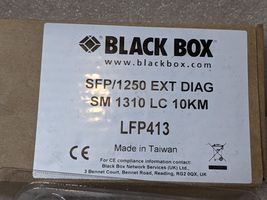 BLACK BOX
www.blackbox.com
SFP/1250 EXT DIAG
SM 1310 LC 10KM
LFP413
Made in Taiwan
CE
For CE compliance information contact:
Black Box Network Services (UK) Ltd.,
3 Bennet Court, Bennet Road, Reading, RG2 0QX, UK